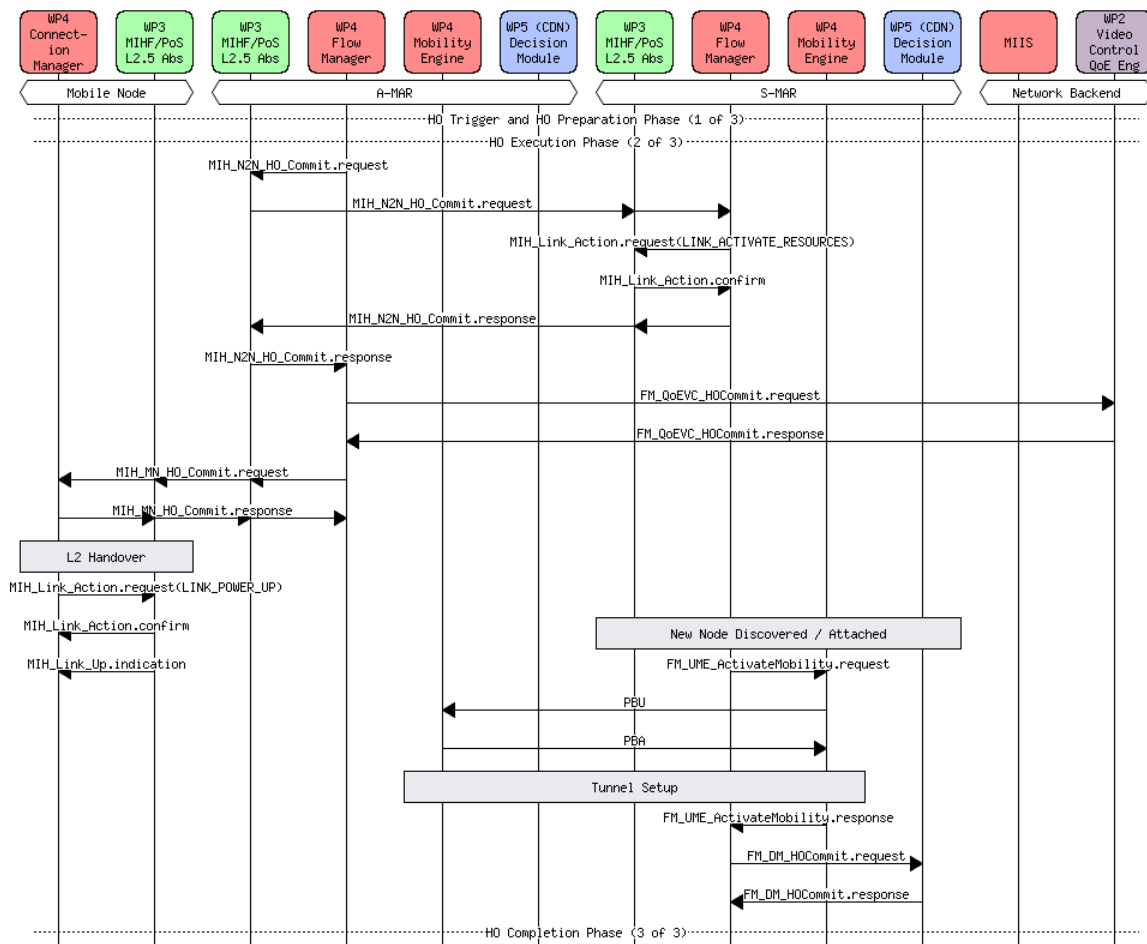 WP4
Connect-
ion
Manager
WP3
MIHF/PoS
L2.5 Abs
WP3
MIHF/PoS
L2.5 Abs
WP4
Flow
Manager
WP4
Mobility
Engine
WP5 (CDN)
Decision
Module
WP3
MIHF/PoS
L2.5 Abs
WP4
Flow
Manager
WP4
Mobility
Engine
WP5 (CDN)
Decision
Module
MIIS
WP2
Video
Control
QoE Eng
Mobile Node
A-MAR
S-MAR
Network Backend
HO Trigger and HO Preparation Phase (1 of 3)
HO Execution Phase (2 of 3)
MIH_N2N_HO_Commit.request
MIH_N2N_HO_Commit.request
MIH_Link_Action.request(LINK_ACTIVATE_RESOURCES)
MIH_Link_Action.confirm
MIH_N2N_HO_Commit.response
MIH_N2N_HO_Commit.response
FM_QoEVC_HOCommit.request
FM_QoEVC_HOCommit.response
MIH_MN_HO_Commit.request
MIH_MN_HO_Commit.response
L2 Handover
MIH_Link_Action.request(LINK_POWER_UP)
MIH_Link_Action.confirm
New Node Discovered / Attached
MIH_Link_Up.indication
FM_UME_ActivateMobility.request
PBU
PBA
Tunnel Setup
FM_UME_ActivateMobility.response
FM_DM_HOCommit.request
FM_DM_HOCommit.response
HO Completion Phase (3 of 3)